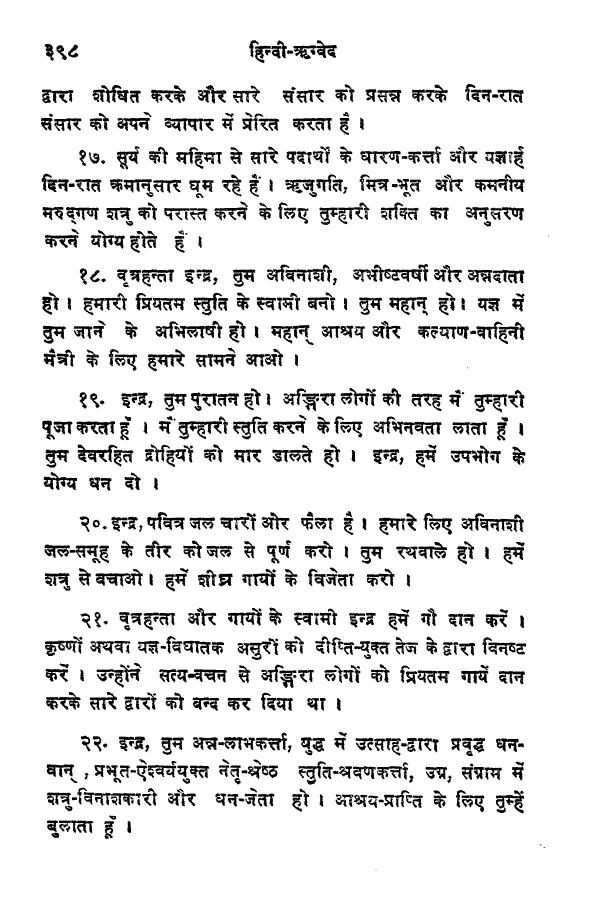 ३९८ हिन्दी-ऋग्वेद
द्वारा शोधित करके और सारे संसार को प्रसन्न करके दिन-रात
संसार को अपने व्यापार में प्रेरित करता है ।
१७. सूर्य की महिमा से सारे पदार्थों के धारण-कर्त्ता और यज्ञार्ह
दिन-रात क्रमानुसार घूम रहे हैं । ऋजुगति, मित्र-भूत और कमनीय
मरुद्गण शत्रु को परास्त करने के लिए तुम्हारी शक्ति का अनुसरण
करने योग्य होते हैं ।
१८. वृत्रहन्ता इन्द्र, तुम अविनाशी, अभीष्टवर्षी और अन्नदाता
हो । हमारी प्रियतम स्तुति के स्वामी बनो । तुम महान् हो । यज्ञ में
तुम जाने के अभिलाषी हो । महान् आश्रय और कल्याण-वाहिनी
मैत्री के लिए हमारे सामने आओ ।
१९. इन्द्र, तुम पुरातन हो । अङ्गिरा लोगों की तरह मैं तुम्हारी
पूजा करता हूँ । मैं तुम्हारी स्तुति करने के लिए अभिनवता लाता हूँ ।
तुम देवरहित द्रोहियों को मार डालते हो । इन्द्र, हमें उपभोग के
योग्य धन दो ।
२०. इन्द्र, पवित्र जल चारों ओर फैला है । हमारे लिए अविनाशी
जल-समूह के तीर को जल से पूर्ण करो । तुम रथवाले हो । हमें
शत्रु से बचाओ । हमें शीघ्र गायों के विजेता करो ।
२१. वृत्रहन्ता और गायों के स्वामी इन्द्र हमें गौ दान करें ।
कृष्णों अथवा यज्ञ-विघातक असुरों को दीप्ति-युक्त तेज के द्वारा विनष्ट
करें । उन्होंने सत्य-वचन से अङ्गिरा लोगों को प्रियतम गायें दान
करके सारे द्वारों को बन्द कर दिया था ।
२२. इन्द्र, तुम अन्न-लाभकर्त्ता, युद्ध में उत्साह-द्वारा प्रवृद्ध धन-
वान् , प्रभूत-ऐश्वर्ययुक्त नेतृ-श्रेष्ठ स्तुति-श्रवणकर्त्ता, उग्र, संग्राम में
शत्रु-विनाशकारी और धन-जेता हो । आश्रय-प्राप्ति के लिए तुम्हें
बुलाता हूँ ।